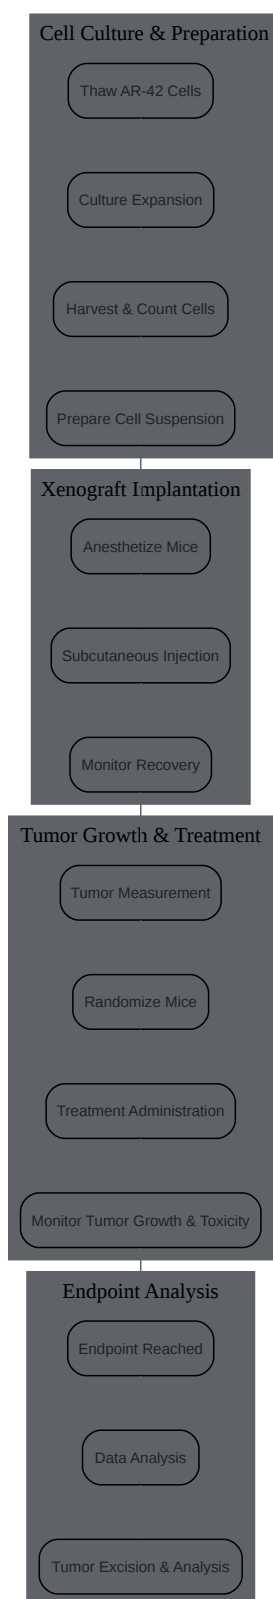 Cell Culture & Preparation
Thaw AR-42 Cells
Culture Expansion
Harvest & Count Cells
Prepare Cell Suspension
Xenograft Implantation
Anesthetize Mice
Subcutaneous Injection
Monitor Recovery
Tumor Growth & Treatment
Tumor Measurement
Randomize Mice
Treatment Administration
Monitor Tumor Growth & Toxicity
Endpoint Analysis
Endpoint Reached
Data Analysis
Tumor Excision & Analysis